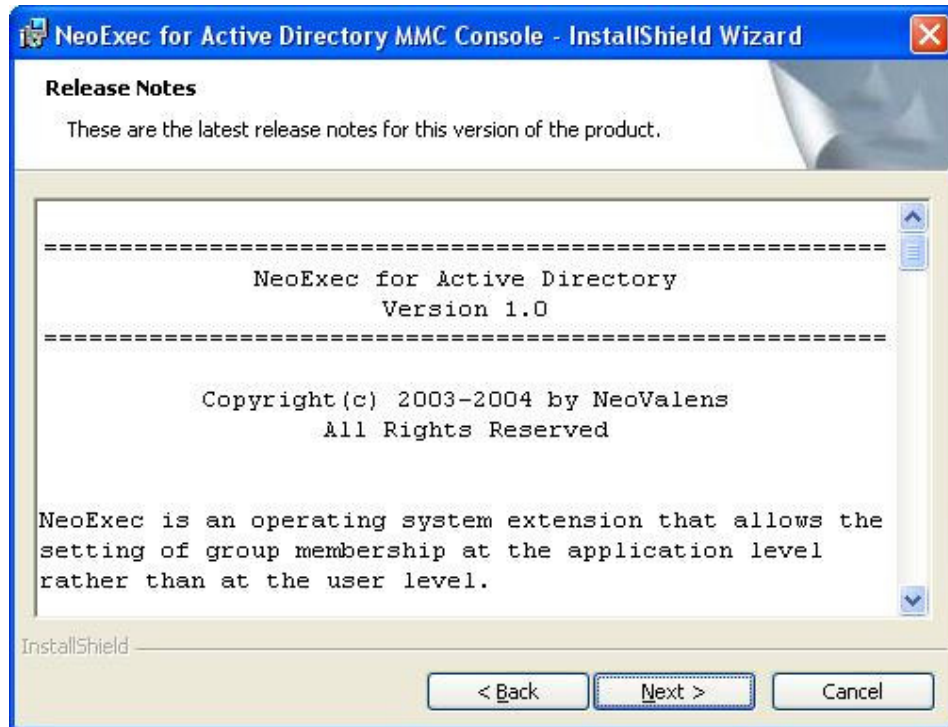 NeoExec for Active Directory MMC Console - InstallShield Wizard
Release Notes
These are the latest release notes for this version of the product.
========================================================
NeoExec for Active Directory
Version 1.0
========================================================
Copyright(c) 2003-2004 by NeoValens
All Rights Reserved
NeoExec is an operating system extension that allows the
setting of group membership at the application level
rather than at the user level.
InstallShield
< Back Next > Cancel